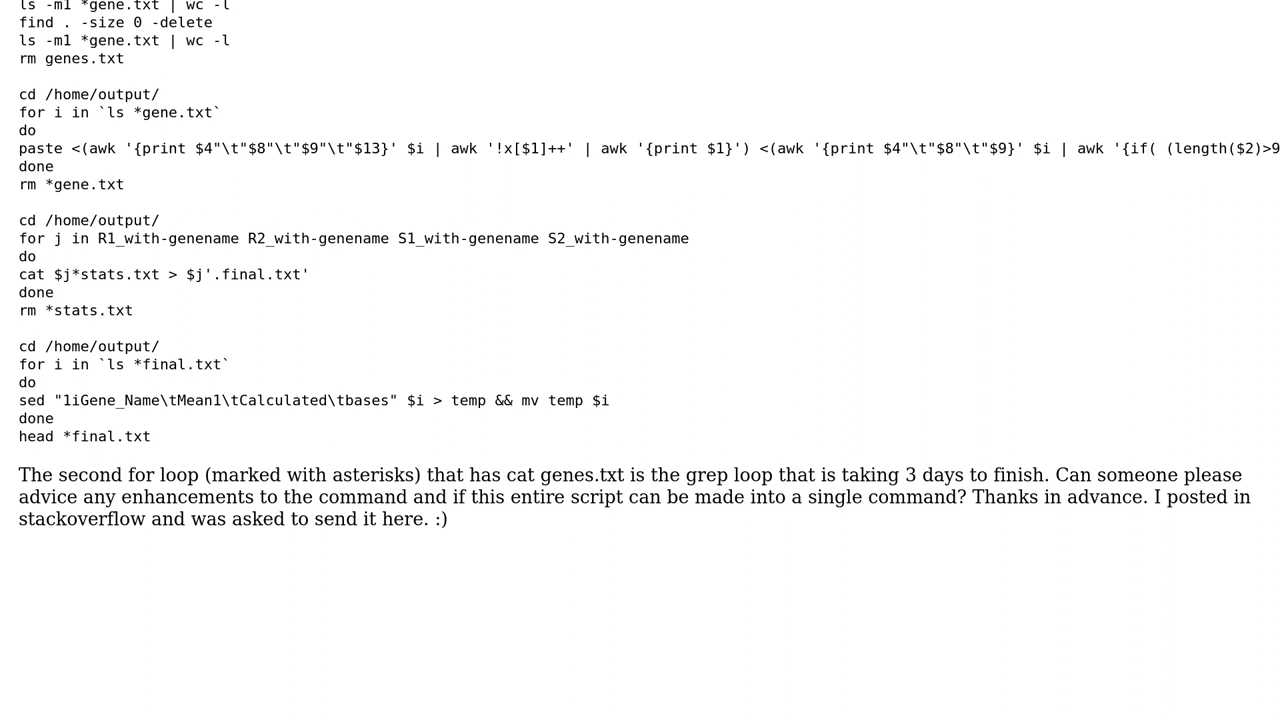 ls -m1 *gene.txt | wc -l
find . -size 0 -delete
ls -m1 *gene.txt | wc -l
rm genes.txt
cd /home/output/
for i in `ls *gene.txt`
do
paste <(awk '{print $4"\t"$8"\t"$9"\t"$13}' $i | awk '!x[$1]++' | awk '{print $1}') <(awk '{print $4"\t"$8"\t"$9}' $i | awk '{if( (length($2)>9
done
rm *gene.txt
cd /home/output/
for j in R1_with-genename R2_with-genename S1_with-genename S2_with-genename
do
cat $j*stats.txt > $j'.final.txt'
done
rm *stats.txt
cd /home/output/
for i in `ls *final.txt`
do
sed "1iGene_Name\tMean1\tCalculated\tbases" $i > temp && mv temp $i
done
head *final.txt
The second for loop (marked with asterisks) that has cat genes.txt is the grep loop that is taking 3 days to finish. Can someone please
advice any enhancements to the command and if this entire script can be made into a single command? Thanks in advance. I posted in
stackoverflow and was asked to send it here. :)